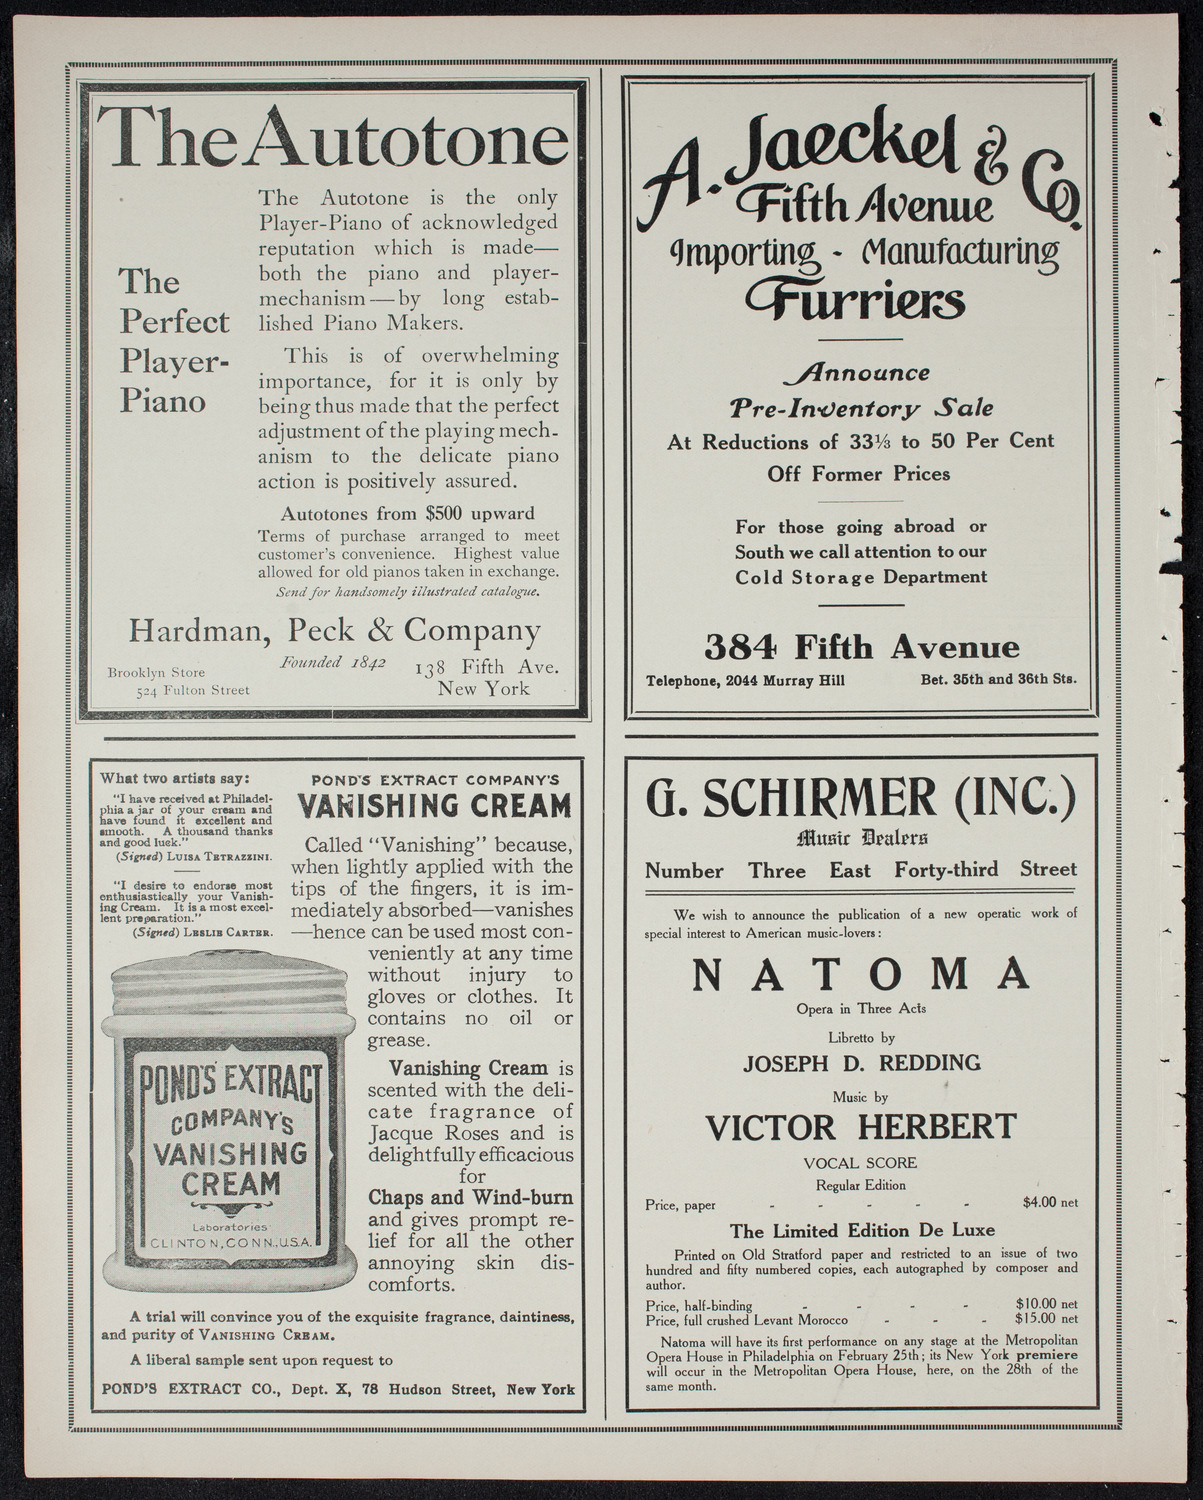 The Autotone
The
Perfect
Player-
Piano
The Autotone is the only
Player-Piano of acknowledged
reputation which is made—
both the piano and player-
mechanism—by long estab-
lished Piano Makers.
This is of overwhelming
importance, for it is only by
being thus made that the perfect
adjustment of the playing mech-
anism to the delicate piano
action is positively assured.
Autotones from $500 upward
Terms of purchase arranged to meet
customer's convenience. Highest value
allowed for old pianos taken in exchange.
Send for handsomely illustrated catalogue.
Hardman, Peck & Company
Founded 1842
Brooklyn Store
524 Fulton Street
138 Fifth Ave.
New York
A. Jaeckel & Co.
Fifth Avenue
Importing - Manufacturing
Furriers
Announce
Pre-Inventory Sale
At Reductions of 33⅓ to 50 Per Cent
Off Former Prices
For those going abroad or
South we call attention to our
Cold Storage Department
384 Fifth Avenue
Telephone, 2044 Murray Hill Bet. 35th and 36th Sts.
What two artists say:
"I have received at Philadel-
phia a jar of your cream and
have found it excellent and
smooth. A thousand thanks
and good luek."
(Signed) LUISA TETRAZZINI.
"I desire to endorse most
enthusiastically your Vanish-
ing Cream. It is a most excel-
lent preparation."
(Signed) LESLIE CARTER.
POND'S EXTRACT COMPANY'S
VANISHING CREAM
Called "Vanishing" because,
when lightly applied with the
tips of the fingers, it is im-
mediately absorbed—vanishes
—hence can be used most con-
veniently at any time
without injury to
gloves or clothes. It
contains no oil or
grease.
Vanishing Cream is
scented with the deli-
cate fragrance of
Jacque Roses and is
delightfully efficacious
for
Chaps and Wind-burn
and gives prompt re-
lief for all the other
annoying skin dis-
comforts.
POND'S EXTRACT
COMPANY'S
VANISHING
CREAM
Laboratories
CLINTON, CONN., U.S.A.
A trial will convince you of the exquisite fragrance, daintiness,
and purity of VANISHING CREAM.
A liberal sample sent upon request to
POND'S EXTRACT CO., Dept. X, 78 Hudson Street, New York
G. SCHIRMER (INC.)
Music Dealers
Number Three East Forty-third Street
We wish to announce the publication of a new operatic work of
special interest to American music-lovers:
NATOMA
Opera in Three Acts
Libretto by
JOSEPH D. REDDING
Music by
VICTOR HERBERT
VOCAL SCORE
Regular Edition
Price, paper - - - - - $4.00 net
The Limited Edition De Luxe
Printed on Old Stratford paper and restricted to an issue of two
hundred and fifty numbered copies, each autographed by composer and
author.
Price, half-binding - - - - $10.00 net
Price, full crushed Levant Morocco - - - $15.00 net
Natoma will have its first performance on any stage at the Metropolitan
Opera House in Philadelphia on February 25th; its New York premiere
will occur in the Metropolitan Opera House, here, on the 28th of the
same month.